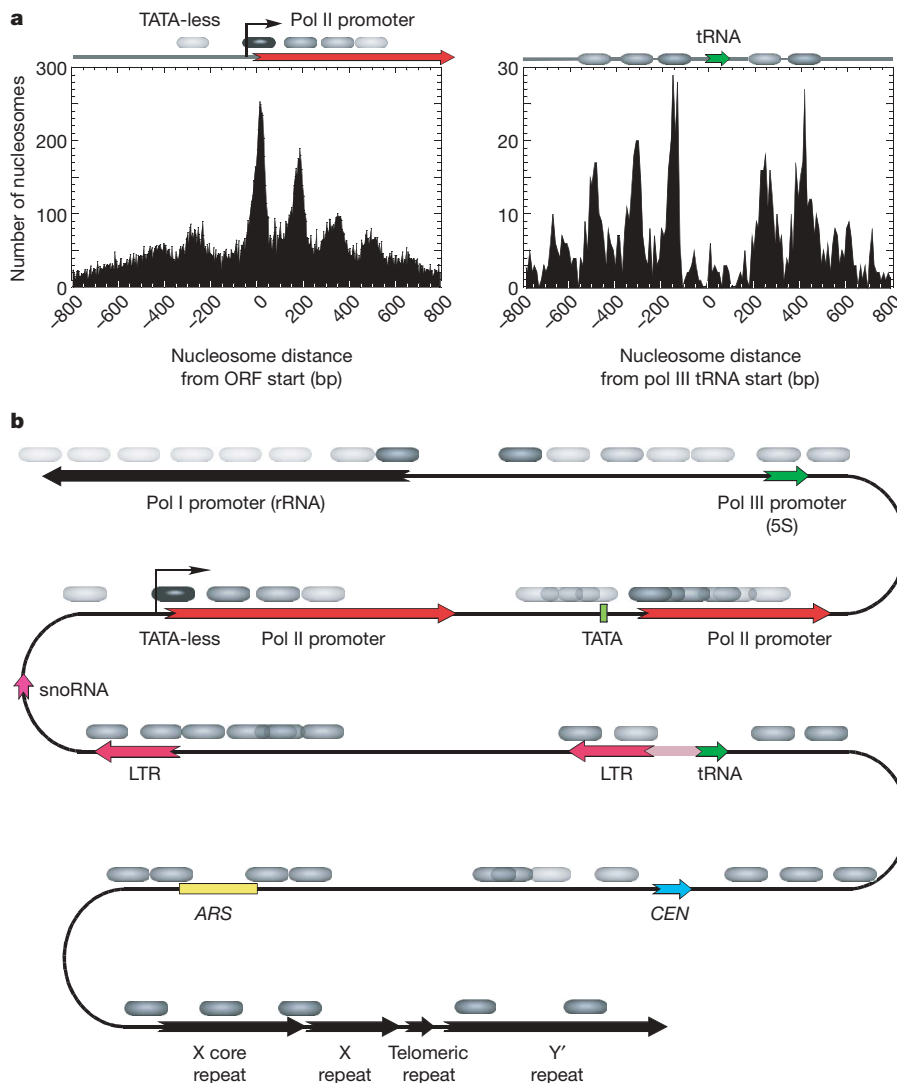 a
TATA-less
Pol II promoter
tRNA
Number of nucleosomes
300
200
100
0
−800
−600
−400
−200
0
200
400
600
800
Nucleosome distance
from ORF start (bp)
30
20
10
0
−800
−600
−400
−200
0
200
400
600
800
Nucleosome distance
from pol III tRNA start (bp)
b
Pol I promoter (rRNA)
Pol III promoter
(5S)
TATA-less
Pol II promoter
TATA
Pol II promoter
snoRNA
LTR
LTR
tRNA
ARS
CEN
X core
repeat
X
repeat
Telomeric
repeat
Y′
repeat